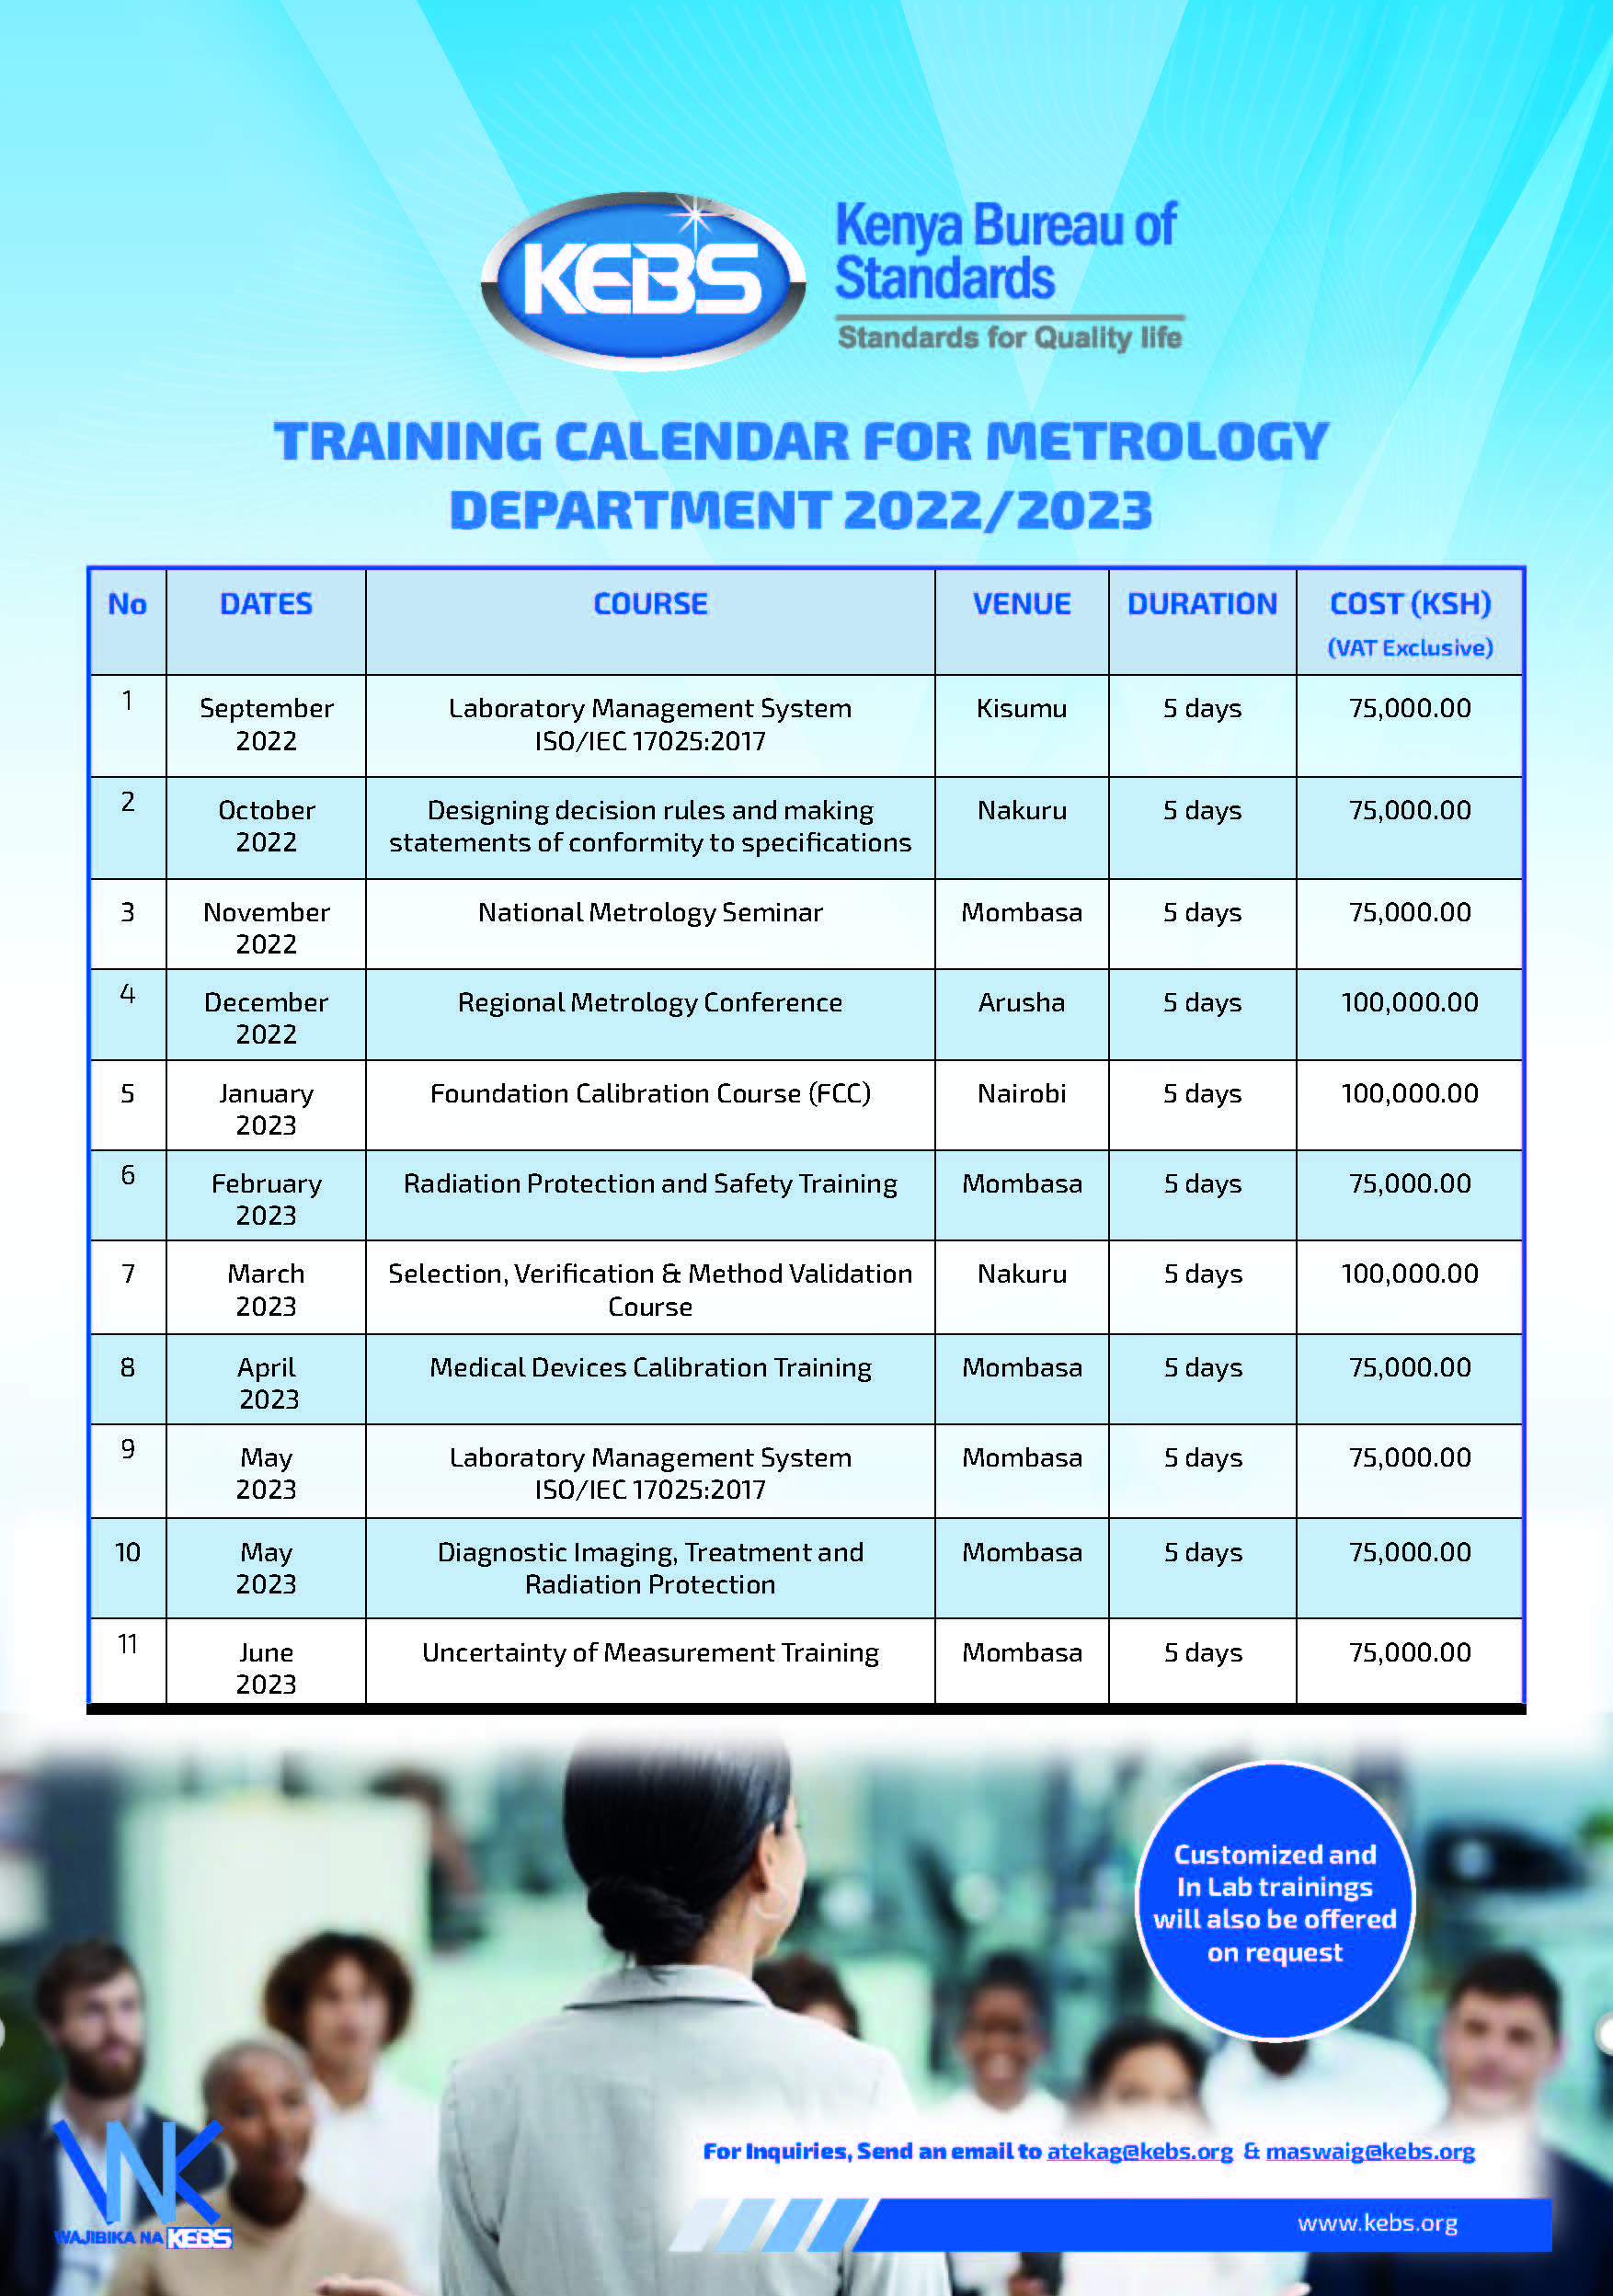 KEBS
Kenya Bureau of
Standards
Standards for Quality life
TRAINING CALENDAR FOR METROLOGY
DEPARTMENT 2022/2023
No DATES COURSE VENUE DURATION COST (KSH)
(VAT Exclusive)
1 September Laboratory Management System Kisumu 5 days 75,000.00
2022 ISO/IEC 17025:2017
2 October Designing decision rules and making Nakuru 5 days 75,000.00
2022 statements of conformity to specifications
3 November National Metrology Seminar Mombasa 5 days 75,000.00
2022
4 December Regional Metrology Conference Arusha 5 days 100,000.00
2022
5 January Foundation Calibration Course (FCC) Nairobi 5 days 100,000.00
2023
6 February Radiation Protection and Safety Training Mombasa 5 days 75,000.00
2023
7 March Selection, Verification & Method Validation Nakuru 5 days 100,000.00
2023 Course
8 April Medical Devices Calibration Training Mombasa 5 days 75,000.00
2023
9 May Laboratory Management System Mombasa 5 days 75,000.00
2023 ISO/IEC 17025:2017
10 May Diagnostic Imaging, Treatment and Mombasa 5 days 75,000.00
2023 Radiation Protection
11 June Uncertainty of Measurement Training Mombasa 5 days 75,000.00
2023
Customized and
In Lab trainings
will also be offered
on request
For Inquiries, Send an email to atekag@kebs.org & maswaig@kebs.org
www.kebs.org
WNK
WAJIBIKA NA KEBS